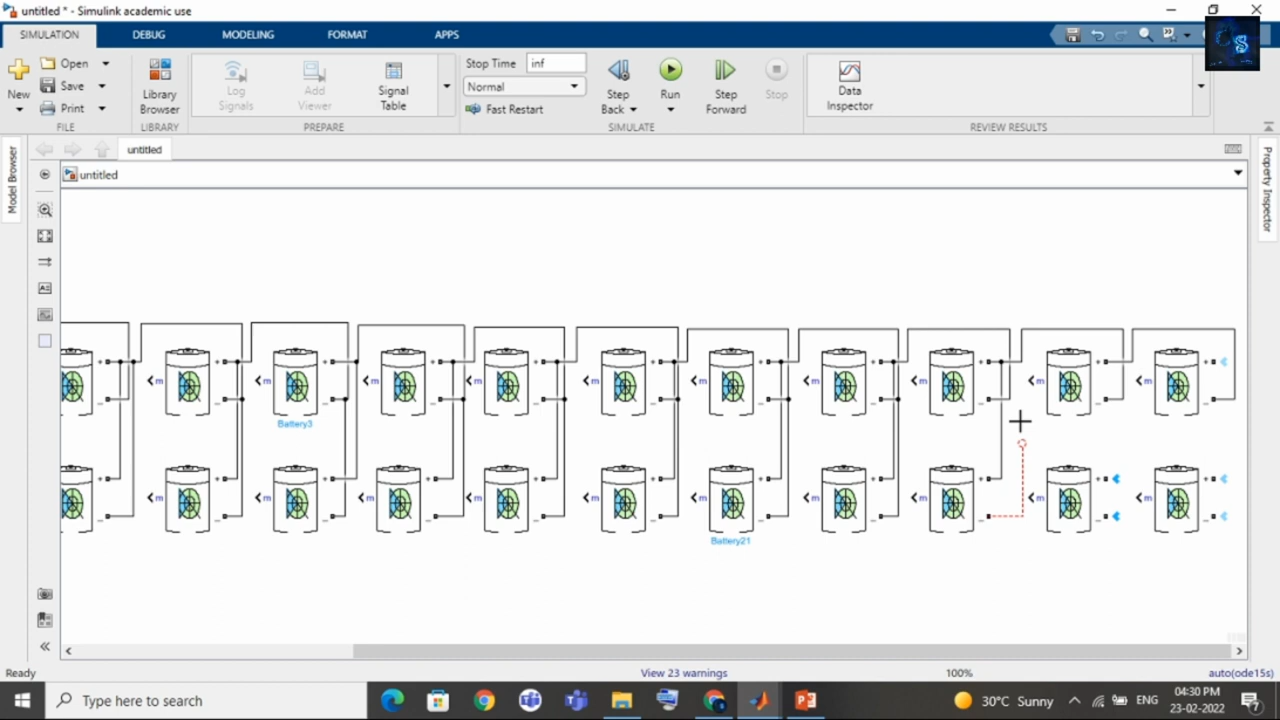 untitled * - Simulink academic use
SIMULATION DEBUG MODELING FORMAT APPS
New Open Save Print
FILE
Library Browser
LIBRARY
Log Signals
Add Viewer
Signal Table
PREPARE
Stop Time inf
Normal
Fast Restart
Step Back
Run
Step Forward
Stop
SIMULATE
Data Inspector
REVIEW RESULTS
untitled
untitled
Model Browser
Property Inspector
+ + + + + + + + + + +
m m m m m m m m m m
Battery3
+ + + + + + + + + + +
m m m m m m m m m m
Battery21
Ready View 23 warnings 100% auto(ode15s)
Type here to search
30°C Sunny ENG 04:30 PM
23-02-2022 7